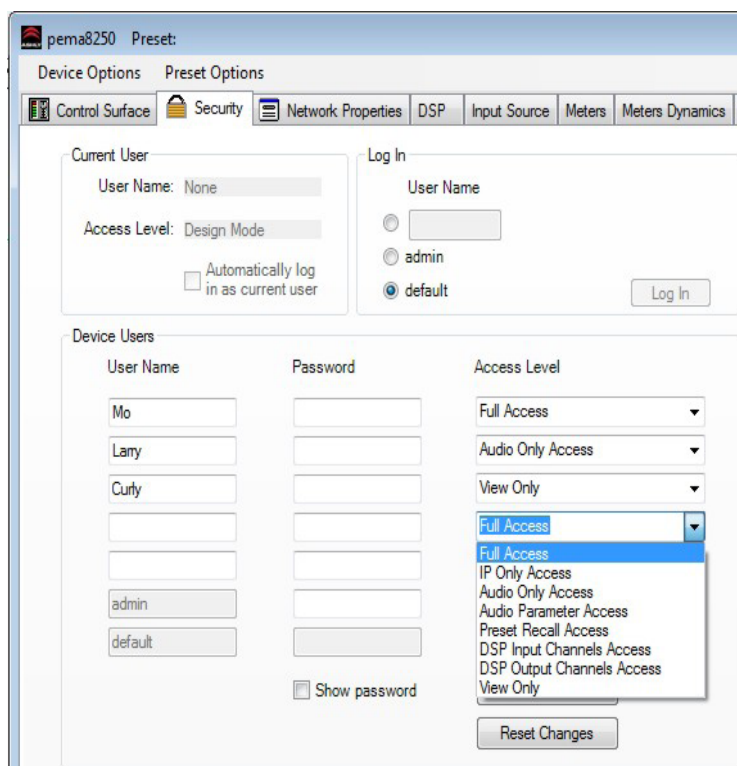 pema8250 Preset:
Device Options Preset Options
Control Surface Security Network Properties DSP Input Source Meters Meters Dynamics
Current User
User Name: None
Access Level: Design Mode
Automatically log
in as current user
Log In
User Name
admin
default
Log In
Device Users
User Name Password Access Level
Mo Full Access
Larry Audio Only Access
Curly View Only
Full Access
Full Access
IP Only Access
Audio Only Access
Audio Parameter Access
Preset Recall Access
DSP Input Channels Access
DSP Output Channels Access
View Only
admin
default
Show password
Reset Changes